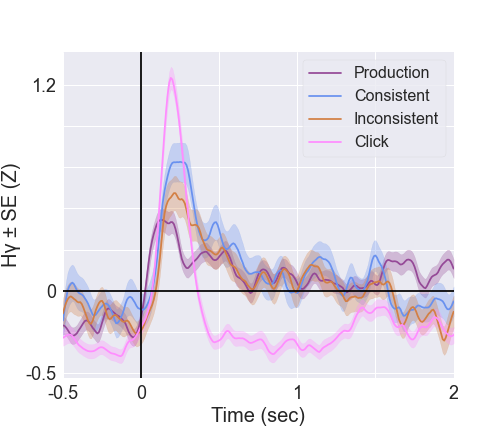 Production
Consistent
Inconsistent
Click
Hγ ± SE (Z)
1.2
0
-0.5
-0.5 0 1 2
Time (sec)